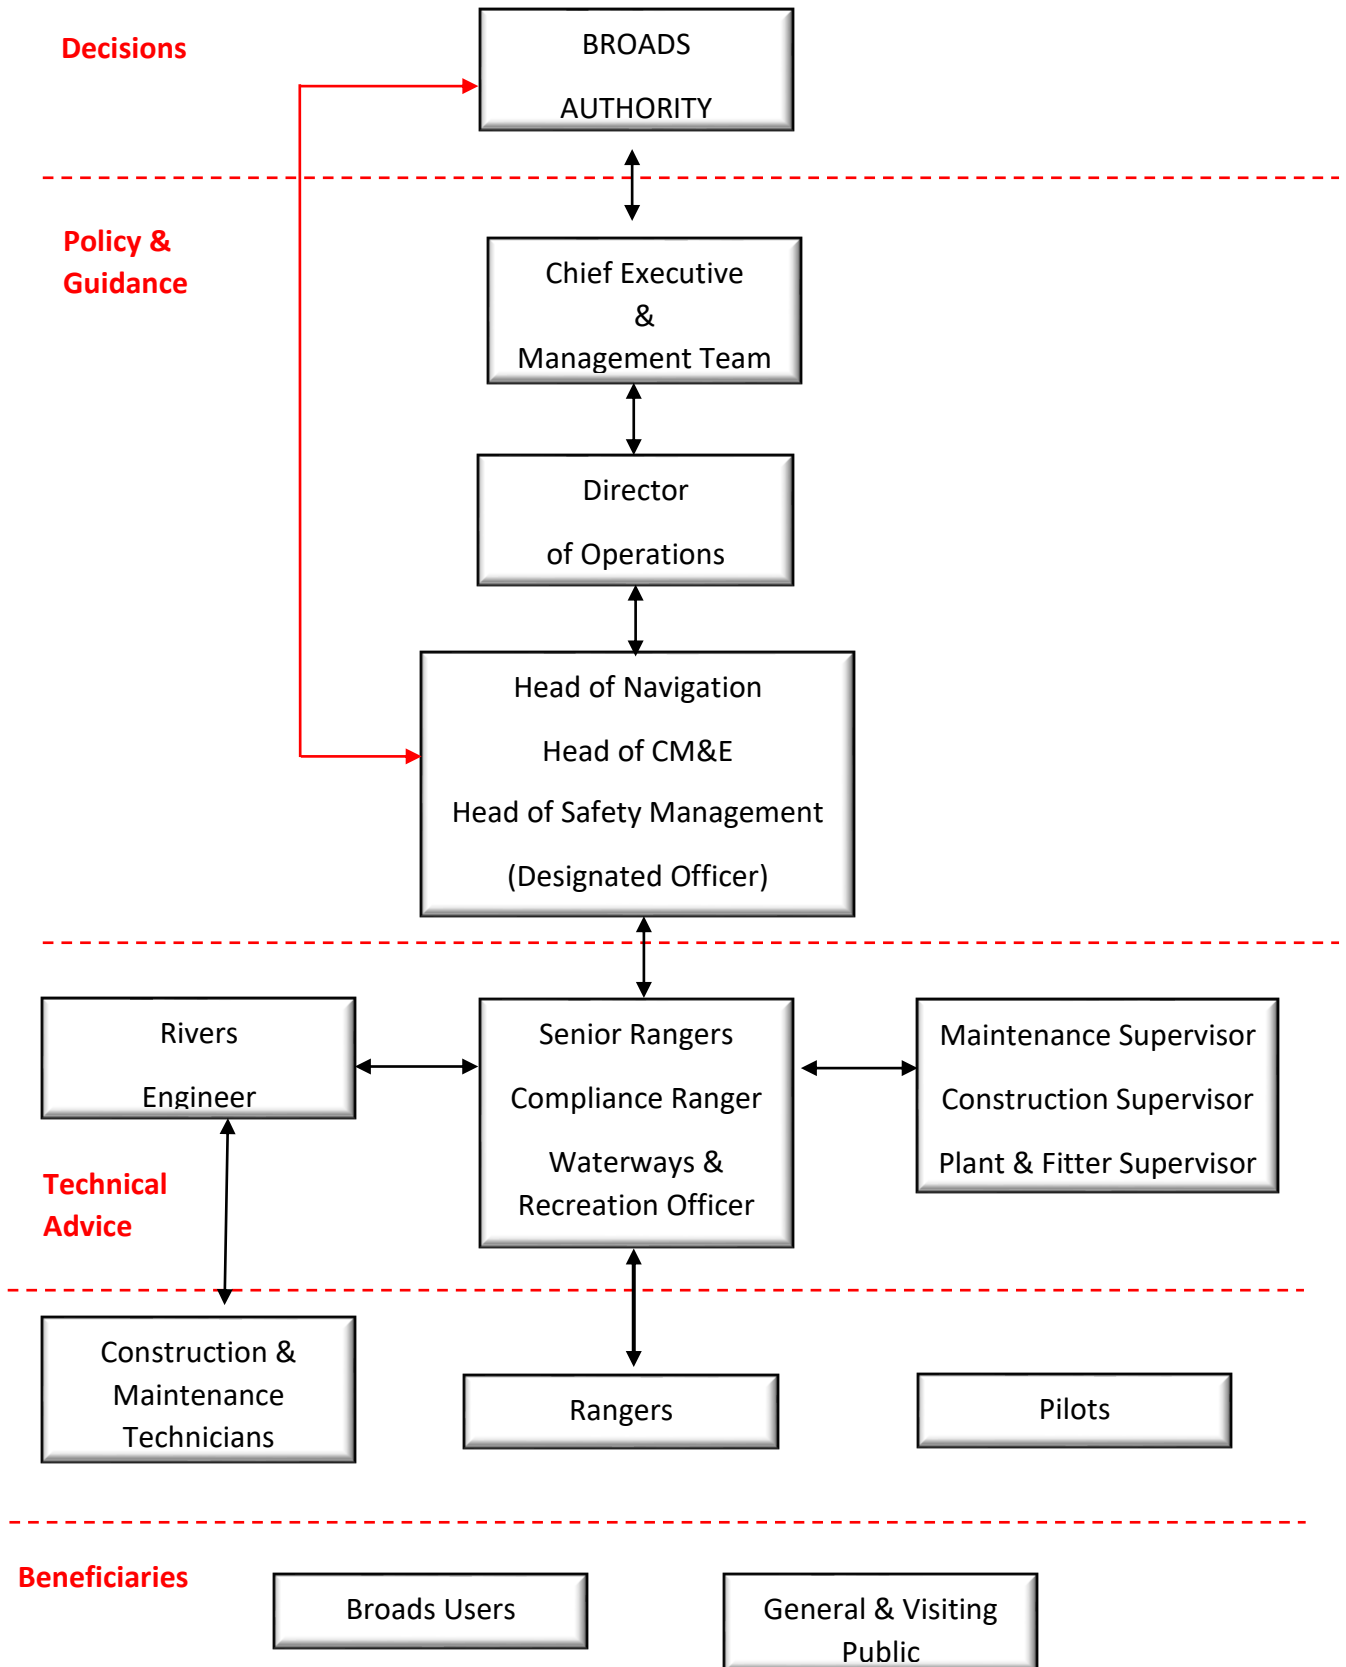 Decisions
BROADS
AUTHORITY
Policy &
Guidance
Chief Executive
&
Management Team
Director
of Operations
Head of Navigation
Head of CM&E
Head of Safety Management
(Designated Officer)
Rivers
Engineer
Senior Rangers
Compliance Ranger
Waterways &
Recreation Officer
Maintenance Supervisor
Construction Supervisor
Plant & Fitter Supervisor
Technical
Advice
Construction &
Maintenance
Technicians
Rangers
Pilots
Beneficiaries
Broads Users
General & Visiting
Public